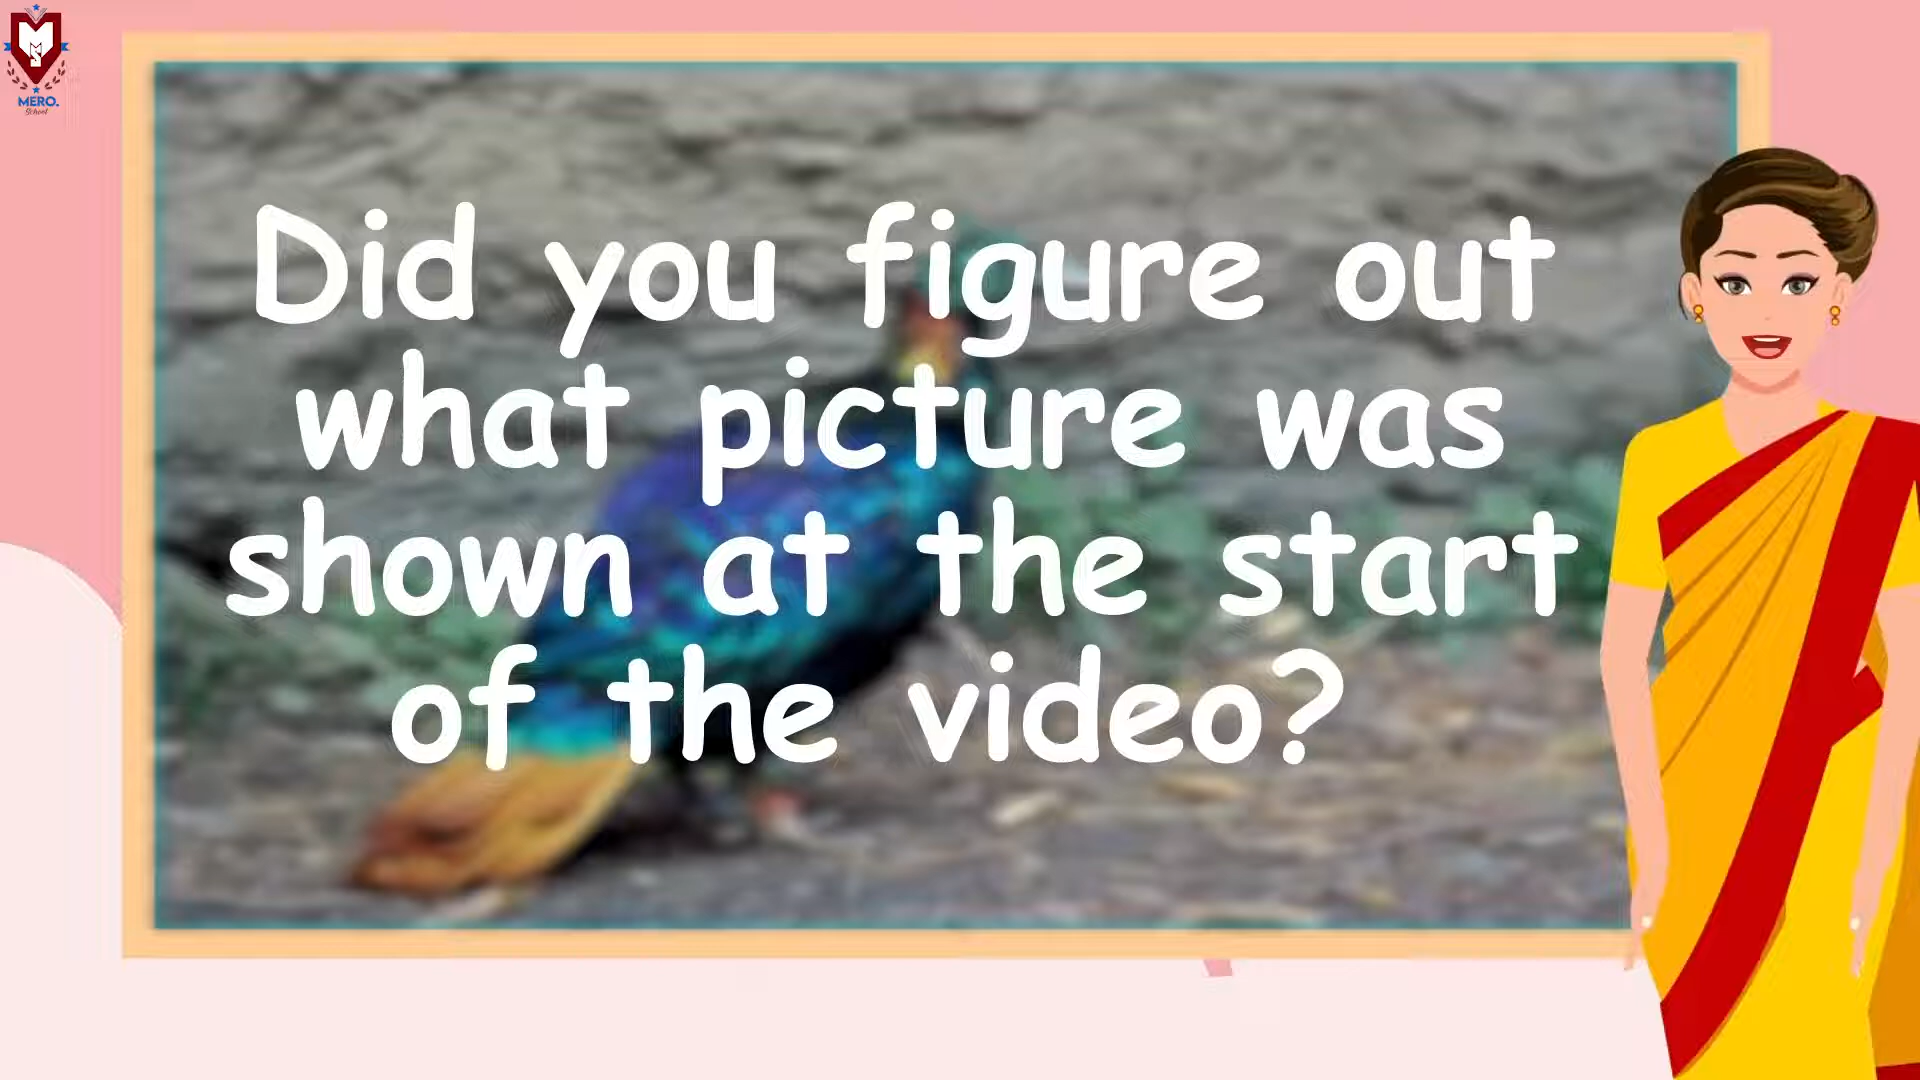 MERO.
School
Did you figure out
what picture was
shown at the start
of the video?